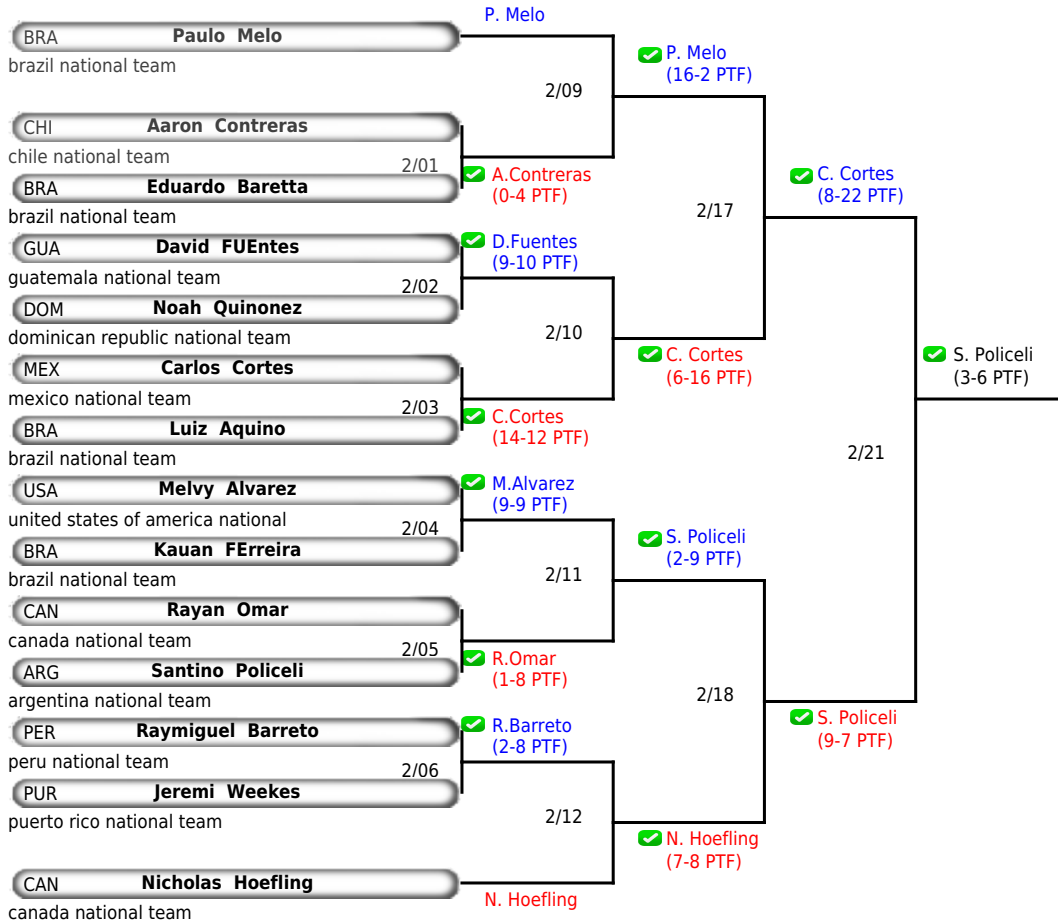 P. Melo
BRA Paulo Melo
brazil national team
✅ P. Melo
(16-2 PTF)
2/09
CHI Aaron Contreras
chile national team
2/01
✅ A.Contreras
(0-4 PTF)
BRA Eduardo Baretta
brazil national team
✅ C. Cortes
(8-22 PTF)
2/17
GUA David FUEntes
guatemala national team
✅ D.Fuentes
(9-10 PTF)
2/02
DOM Noah Quinonez
dominican republic national team
2/10
✅ C. Cortes
(6-16 PTF)
✅ S. Policeli
(3-6 PTF)
MEX Carlos Cortes
mexico national team
2/03
✅ C.Cortes
(14-12 PTF)
BRA Luiz Aquino
brazil national team
2/21
USA Melvy Alvarez
united states of america national
✅ M.Alvarez
(9-9 PTF)
2/04
BRA Kauan FErreira
brazil national team
✅ S. Policeli
(2-9 PTF)
2/11
CAN Rayan Omar
canada national team
2/05
✅ R.Omar
(1-8 PTF)
ARG Santino Policeli
argentina national team
2/18
✅ S. Policeli
(9-7 PTF)
PER Raymiguel Barreto
peru national team
✅ R.Barreto
(2-8 PTF)
2/06
PUR Jeremi Weekes
puerto rico national team
2/12
✅ N. Hoefling
(7-8 PTF)
CAN Nicholas Hoefling
canada national team
N. Hoefling